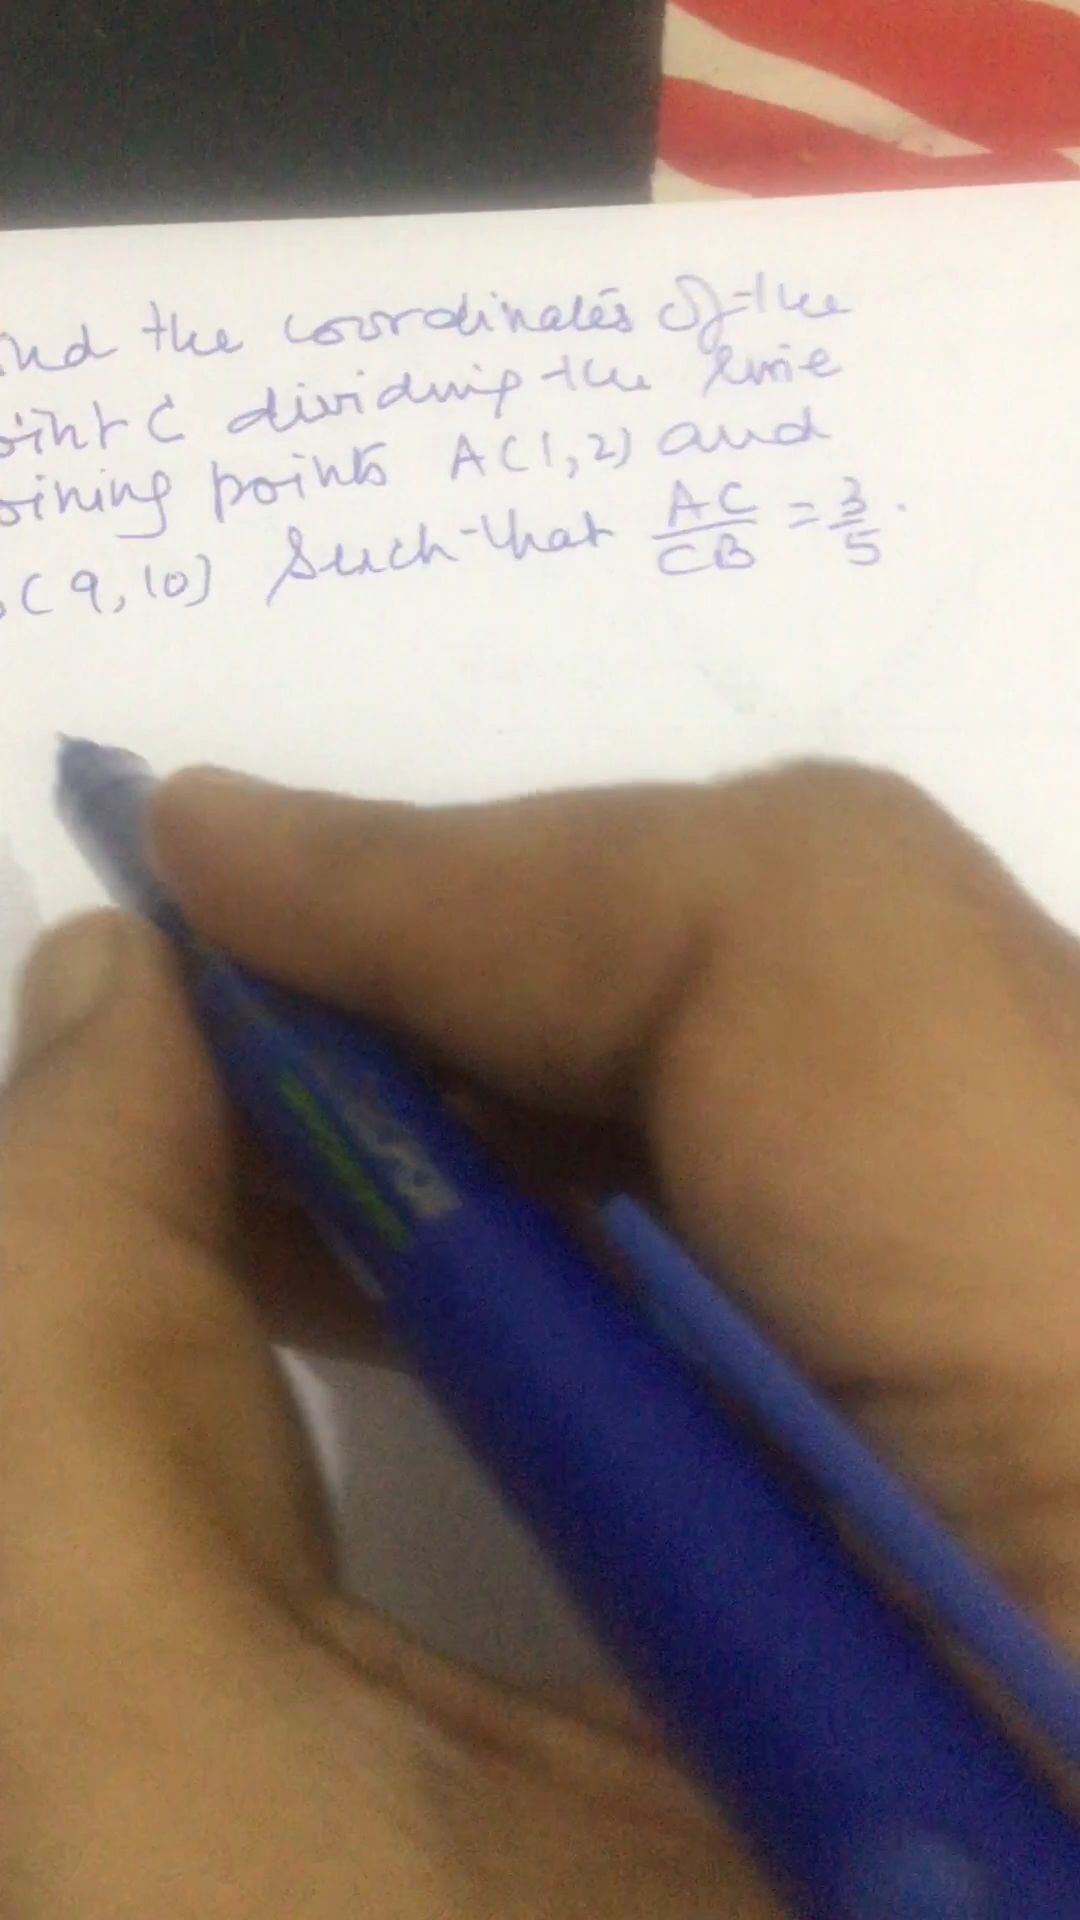 nd the coordinates of the
oint C dividing the line
oining points A(1,2) and
(9,10) Such that AC/CB = 3/5.